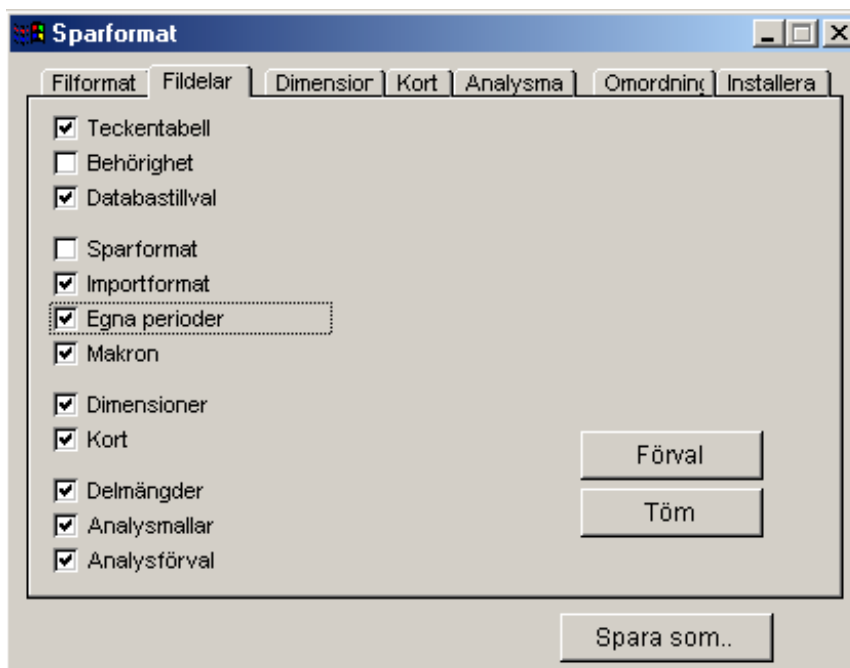 Sparformat
Filformat Fildelar Dimension Kort Analysma Omordning Installera
Teckentabell
Behörighet
Databastillval
Sparformat
Importformat
Egna perioder
Makron
Dimensioner
Kort
Delmängder
Analysmallar
Analysförval
Förval
Töm
Spara som..